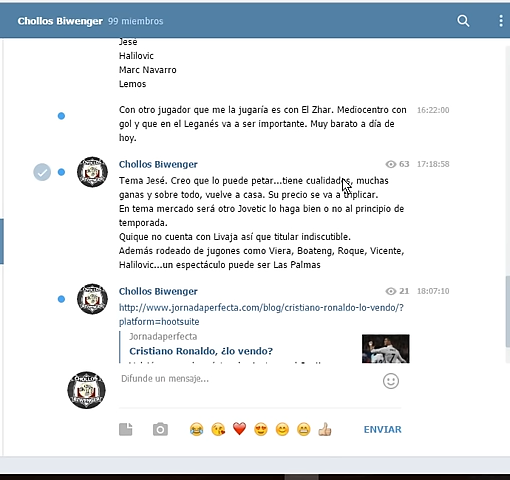 Chollos Biwenger 99 miembros
Jesé
Halilovic
Marc Navarro
Lemos
Con otro jugador que me la jugaría es con El Zhar. Mediocentro con 16:22:00
gol y que en el Leganés va a ser importante. Muy barato a día de
hoy.
Chollos Biwenger 63 17:18:58
Tema Jesé. Creo que lo puede petar...tiene cualidades, muchas
ganas y sobre todo, vuelve a casa. Su precio se va a triplicar.
En tema mercado será otro Jovetic lo haga bien o no al principio de
temporada.
Quique no cuenta con Livaja así que titular indiscutible.
Además rodeado de jugones como Viera, Boateng, Roque, Vicente,
Halilovic...un espectáculo puede ser Las Palmas
Chollos Biwenger 21 18:07:10
http://www.jornadaperfecta.com/blog/cristiano-ronaldo-lo-vendo/?
platform=hootsuite
Jornadaperfecta
Cristiano Ronaldo, ¿lo vendo?
Difunde un mensaje...
ENVIAR